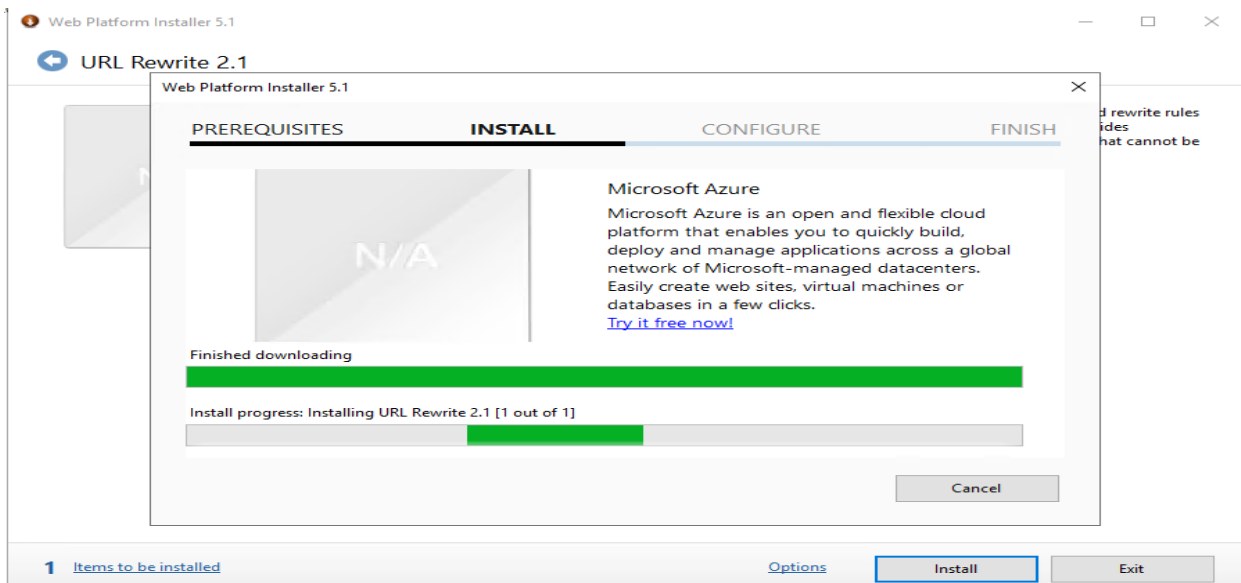 Web Platform Installer 5.1
URL Rewrite 2.1
Web Platform Installer 5.1
d rewrite rules
ides
hat cannot be
PREREQUISITES INSTALL CONFIGURE FINISH
N/A
Microsoft Azure
Microsoft Azure is an open and flexible cloud
platform that enables you to quickly build,
deploy and manage applications across a global
network of Microsoft-managed datacenters.
Easily create web sites, virtual machines or
databases in a few clicks.
Try it free now!
Finished downloading
Install progress: Installing URL Rewrite 2.1 [1 out of 1]
Cancel
1 Items to be installed Options Install Exit